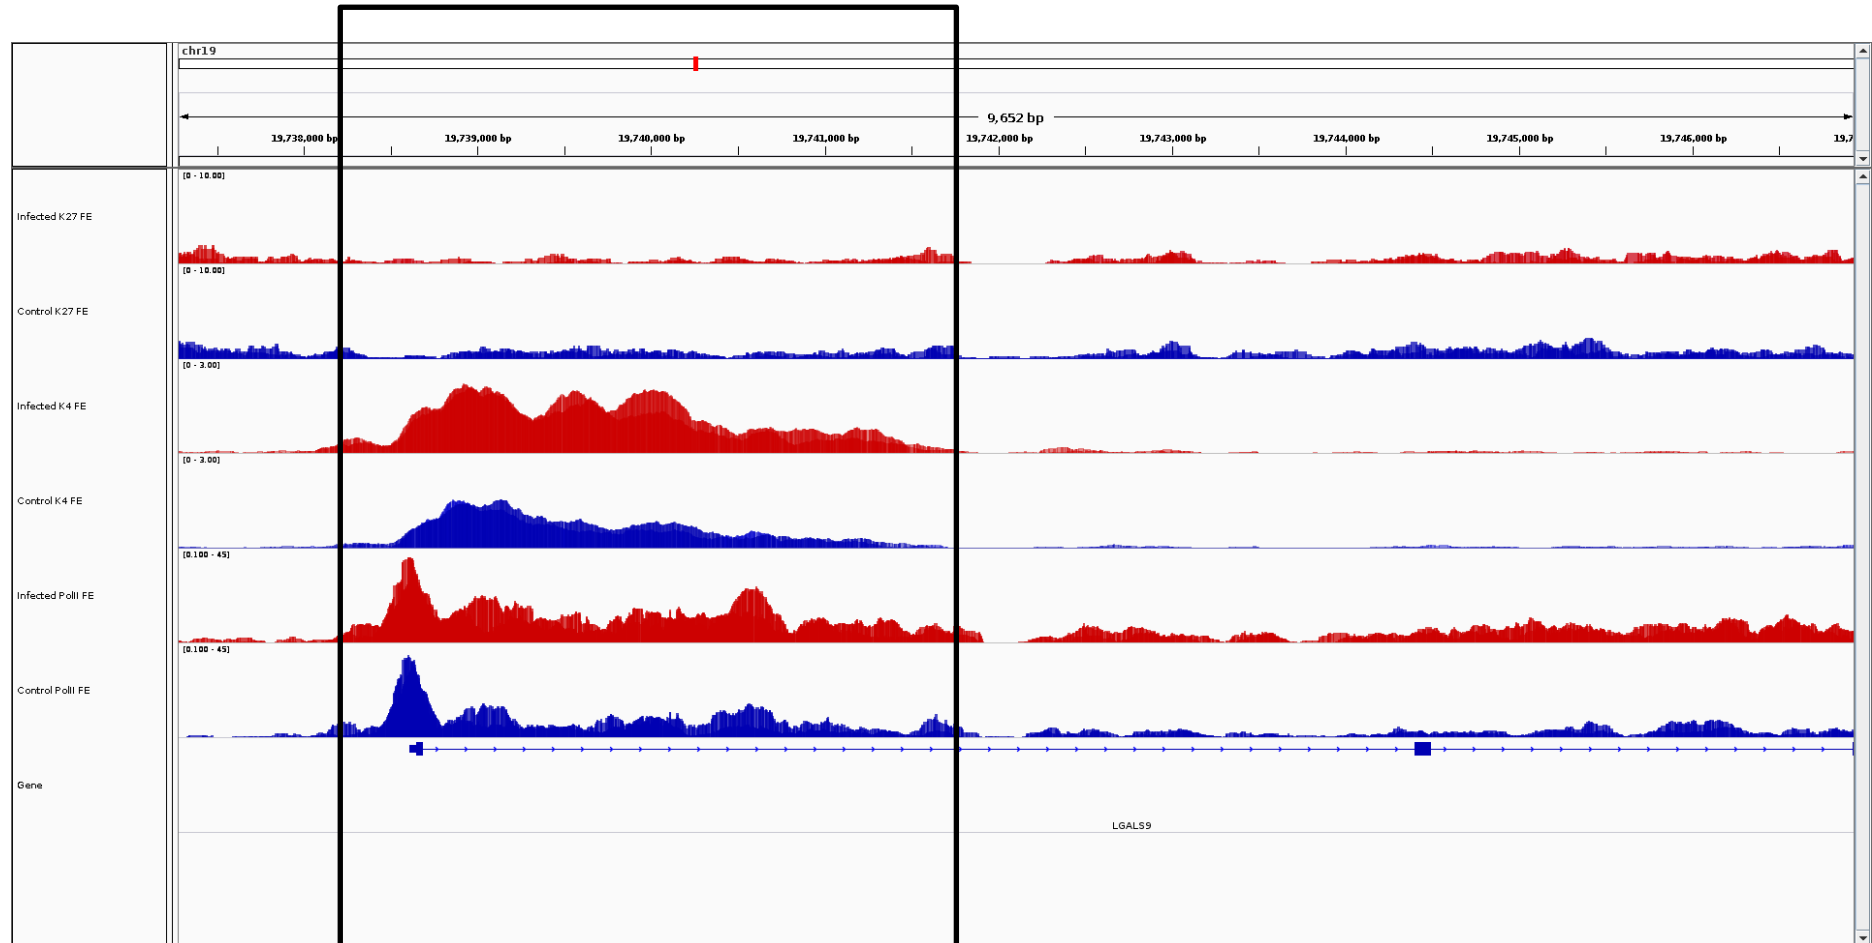 chr19
9,652 bp
19,738,000 bp 19,739,000 bp 19,740,000 bp 19,741,000 bp 19,742,000 bp 19,743,000 bp 19,744,000 bp 19,745,000 bp 19,746,000 bp 19,7
[0 - 10.00]
Infected K27 FE
[0 - 10.00]
Control K27 FE
[0 - 3.00]
Infected K4 FE
[0 - 3.00]
Control K4 FE
[0.100 - 45]
Infected PolII FE
[0.100 - 45]
Control PolII FE
Gene
LGALS9